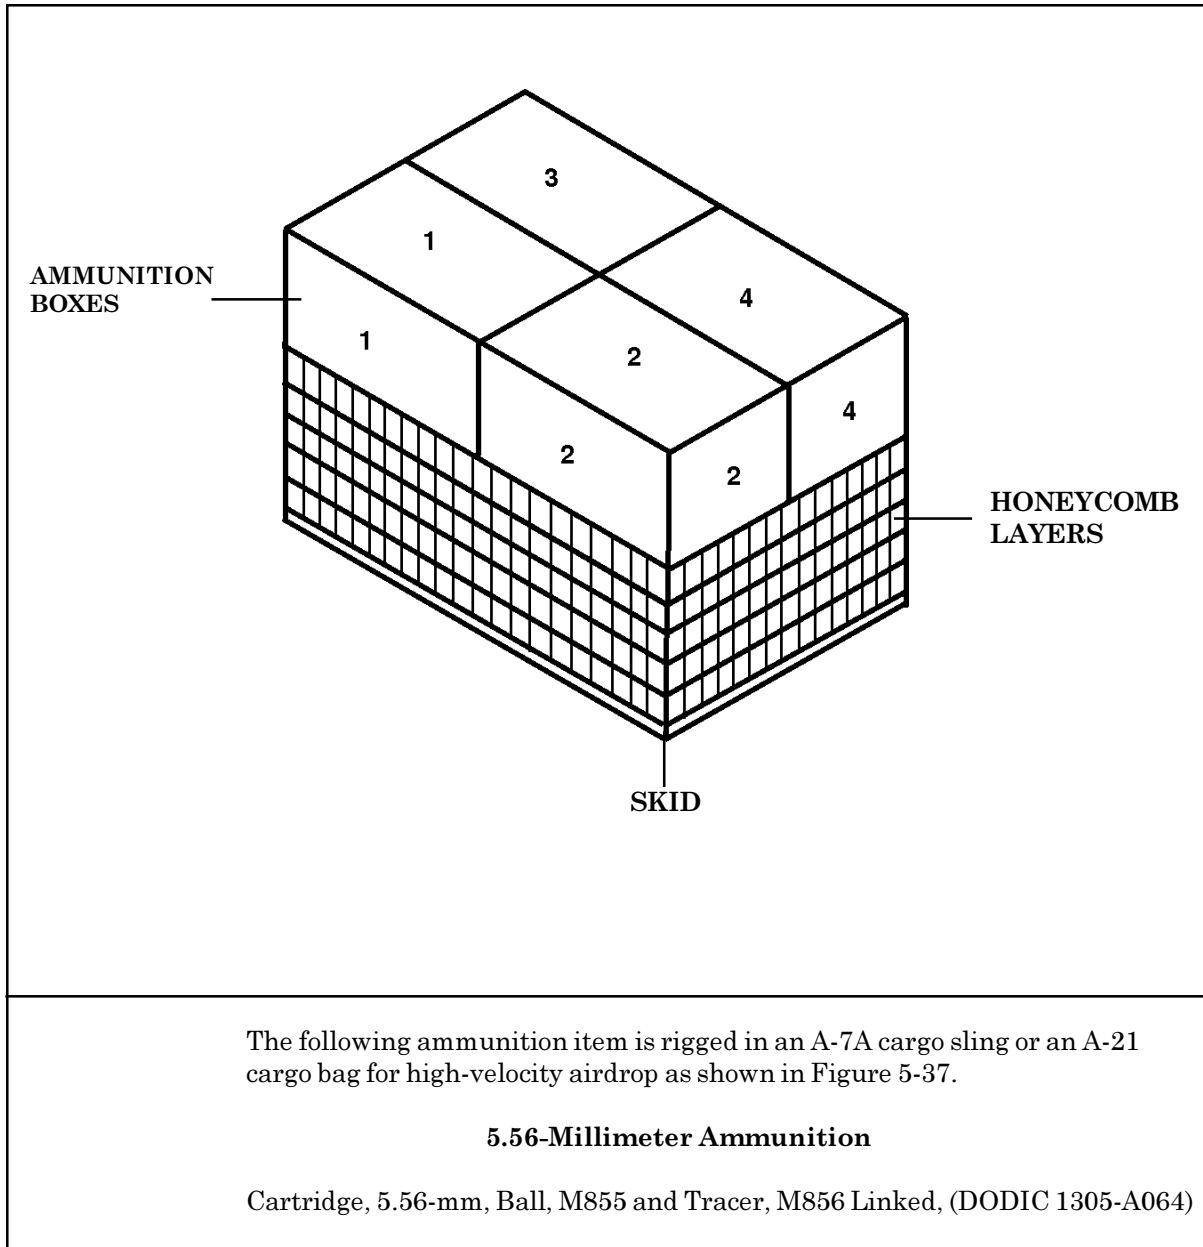 3
1
AMMUNITION
BOXES
4
2
1
4
2
2
HONEYCOMB
LAYERS
SKID
The following ammunition item is rigged in an A-7A cargo sling or an A-21
cargo bag for high-velocity airdrop as shown in Figure 5-37.
5.56-Millimeter Ammunition
Cartridge, 5.56-mm, Ball, M855 and Tracer, M856 Linked, (DODIC 1305-A064)